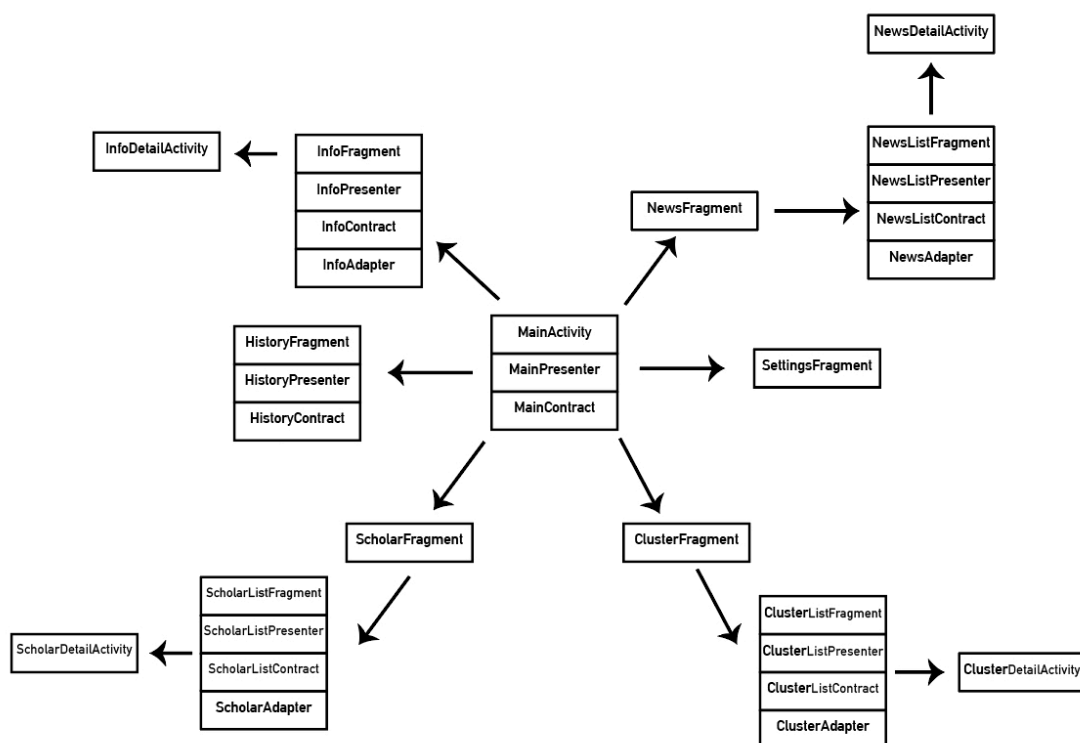 NewsDetailActivity
InfoDetailActivity
InfoFragment
InfoPresenter
InfoContract
InfoAdapter
NewsFragment
NewsListFragment
NewsListPresenter
NewsListContract
NewsAdapter
HistoryFragment
HistoryPresenter
HistoryContract
MainActivity
MainPresenter
MainContract
SettingsFragment
ScholarFragment
ClusterFragment
ScholarDetailActivity
ScholarListFragment
ScholarListPresenter
ScholarListContract
ScholarAdapter
ClusterListFragment
ClusterListPresenter
ClusterListContract
ClusterAdapter
ClusterDetailActivity